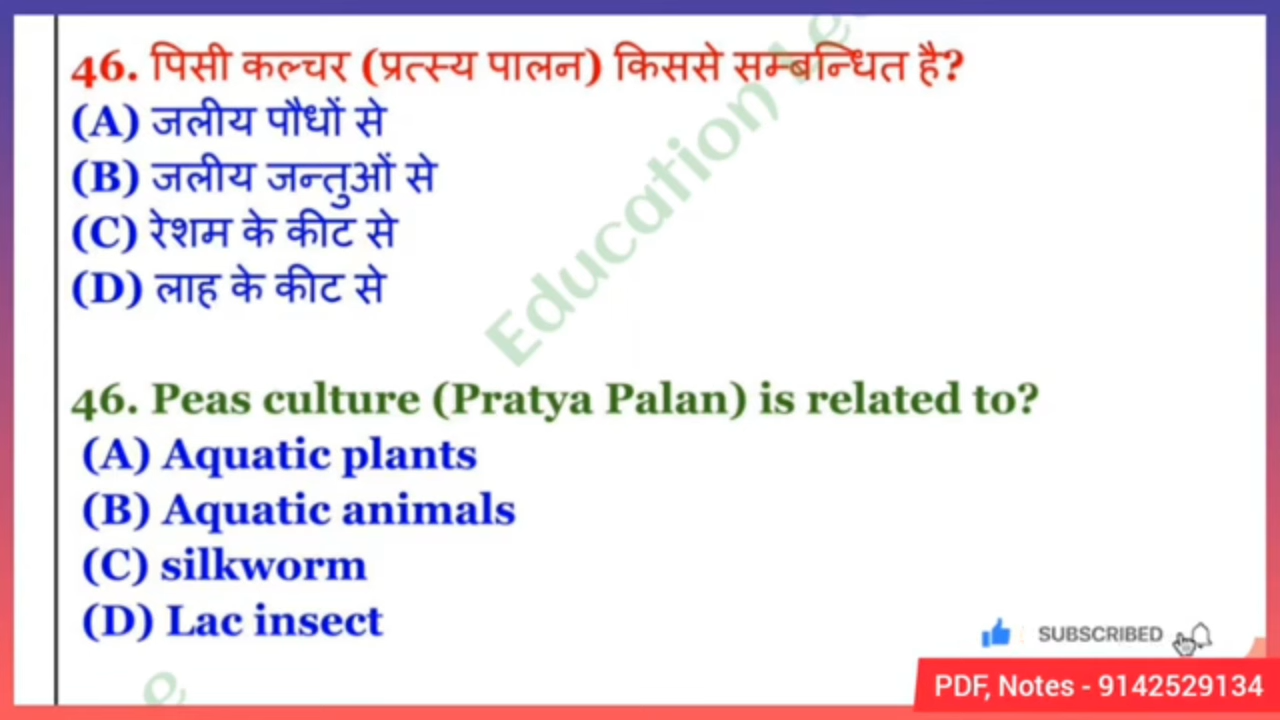 46. पिसी कल्चर (प्रत्स्य पालन) किससे सम्बन्धित है?
(A) जलीय पौधों से
(B) जलीय जन्तुओं से
(C) रेशम के कीट से
(D) लाह के कीट से
Education
46. Peas culture (Pratya Palan) is related to?
(A) Aquatic plants
(B) Aquatic animals
(C) silkworm
(D) Lac insect
SUBSCRIBED
PDF, Notes - 9142529134